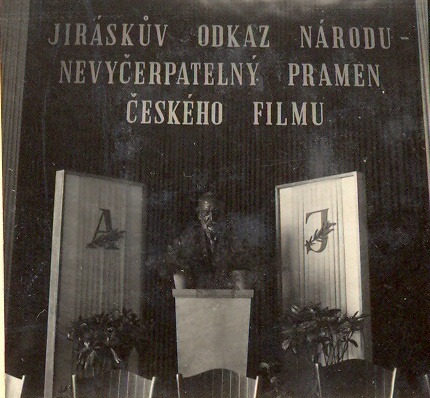 JIRÁSKŮV ODKAZ NÁRODU -
NEVYČERPATELNÝ PRAMEN
ČESKÉHO FILMU
A J